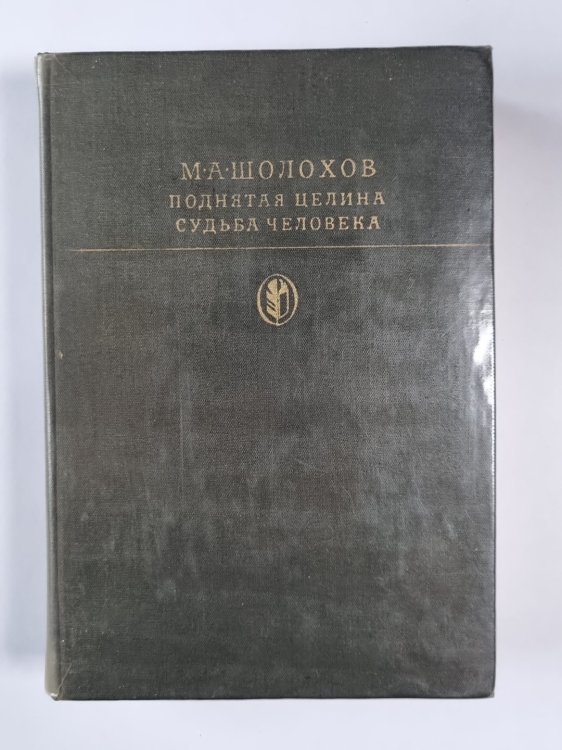 М·А·ШОЛОХОВ
ПОДНЯТАЯ ЦЕЛИНА
СУДЬБА ЧЕЛОВЕКА